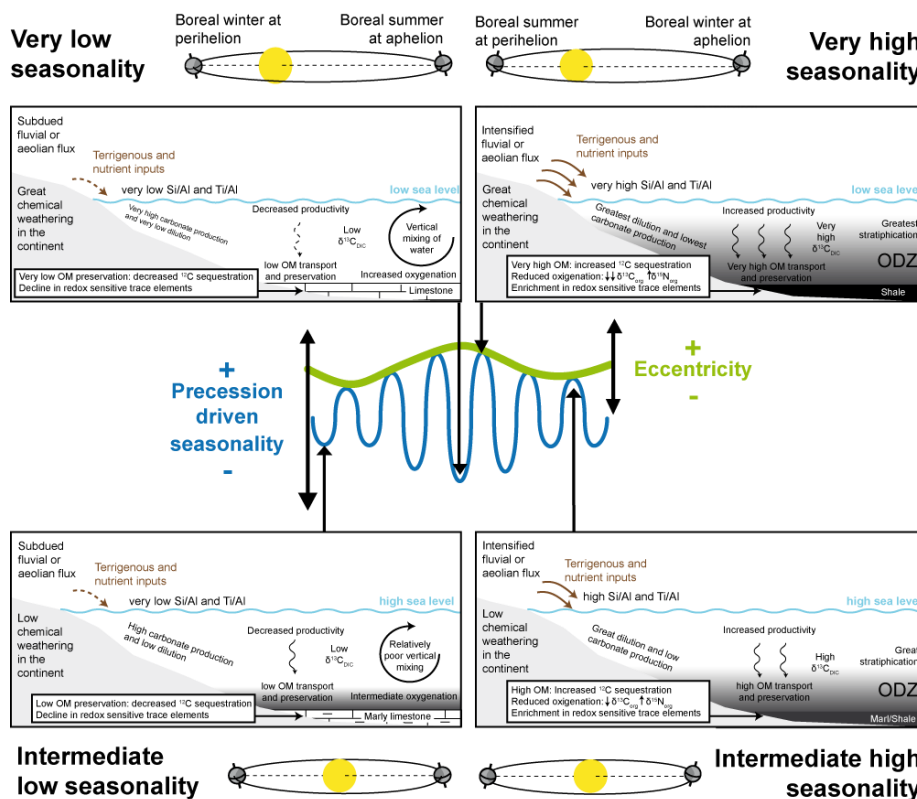 Very low
seasonality
Boreal winter at
perihelion
Boreal summer
at aphelion
Boreal summer
at perihelion
Boreal winter at
aphelion
Very high
seasonality
Subdued
fluvial or
aeolian flux
Terrigenous and
nutrient inputs
very low Si/Al and Ti/Al
low sea level
Great
chemical
weathering
in the
continent
Very high carbonate production
and very low dilution
Decreased productivity
Low
δ¹³C_DIC
Vertical
mixing of
water
low OM transport
and preservation
Increased oxygenation
Very low OM preservation: decreased ¹²C sequestration
Decline in redox sensitive trace elements
Limestone
Intensified
fluvial or
aeolian flux
Terrigenous and
nutrient inputs
very high Si/Al and Ti/Al
low sea level
Great
chemical
weathering
in the
continent
Greatest dilution and lowest
carbonate production
Increased productivity
Very
high
δ¹³C_DIC
Greatest
stratiphication
ODZ
Very high OM transport
and preservation
Very high OM: increased ¹²C sequestration
Reduced oxigenation: ↓↓δ¹³C_org ↑δ¹⁵N_org
Enrichment in redox sensitive trace elements
Shale
+
Precession
driven
seasonality
-
+
Eccentricity
-
Subdued
fluvial or
aeolian flux
Terrigenous and
nutrient inputs
very low Si/Al and Ti/Al
high sea level
Low
chemical
weathering
in the
continent
High carbonate production
and low dilution
Decreased productivity
Low
δ¹³C_DIC
Relatively
poor vertical
mixing
low OM transport
and preservation
Intermediate oxygenation
Low OM preservation: decreased ¹²C sequestration
Decline in redox sensitive trace elements
Marly limestone
Intensified
fluvial or
aeolian flux
Terrigenous and
nutrient inputs
high Si/Al and Ti/Al
high sea level
Low
chemical
weathering
in the
continent
Great dilution and low
carbonate production
Increased productivity
High
δ¹³C_DIC
Great
stratiphication
ODZ
high OM transport
and preservation
High OM: Increased ¹²C sequestration
Reduced oxigenation: ↓δ¹³C_org ↑δ¹⁵N_org
Enrichment in redox sensitive trace elements
Marl/Shale
Intermediate
low seasonality
Intermediate high
seasonality